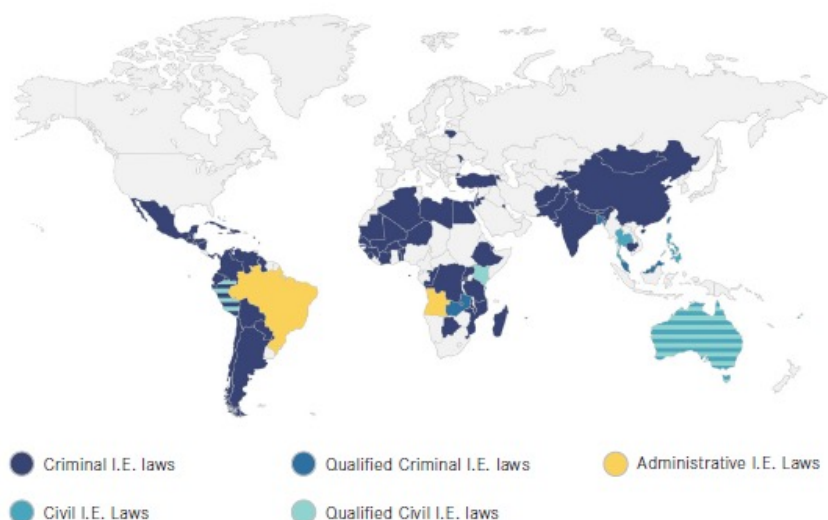 Criminal I.E. laws
Qualified Criminal I.E. laws
Administrative I.E. Laws
Civil I.E. Laws
Qualified Civil I.E. laws